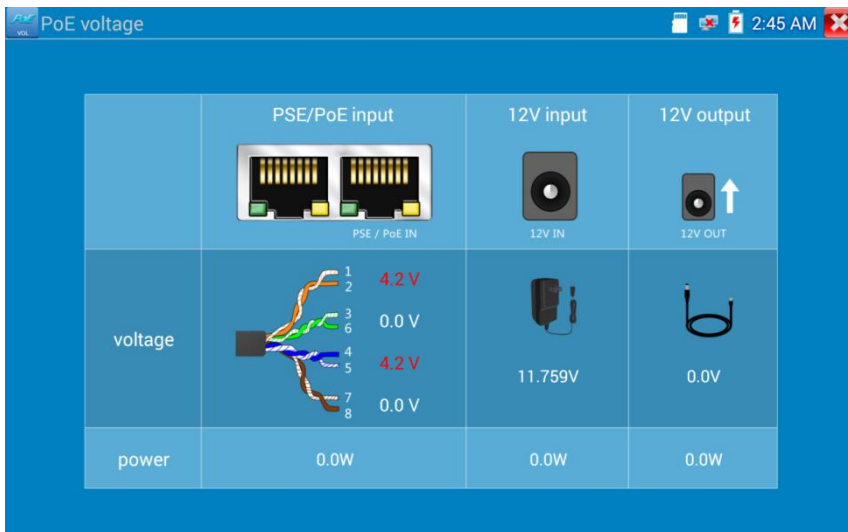 PoE VOL PoE voltage 2:45 AM
PSE/PoE input 12V input 12V output
PSE / PoE IN 12V IN 12V OUT
1 4.2 V
2
3 0.0 V
6
voltage
4 4.2 V
5
11.759V 0.0V
7 0.0 V
8
power 0.0W 0.0W 0.0W